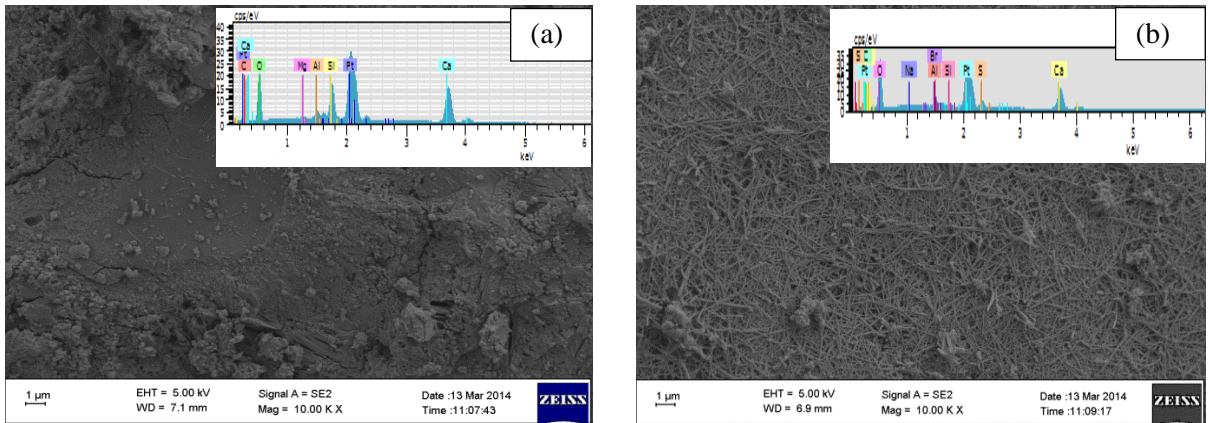 (a)
cps/eV
40
35
30
25
20
15
10
5
0
Ca
C O Mg Al Si Pt Ca
1 2 3 4 5 6
keV
1 µm
EHT = 5.00 kV Signal A = SE2 Date :13 Mar 2014
WD = 7.1 mm Mag = 10.00 K X Time :11:07:43
ZEISS
(b)
cps/eV
Br
S C Ca
Pt O Na Al Si Pt S
1 2 3 4 5 6
keV
1 µm
EHT = 5.00 kV Signal A = SE2 Date :13 Mar 2014
WD = 6.9 mm Mag = 10.00 K X Time :11:09:17
ZEISS